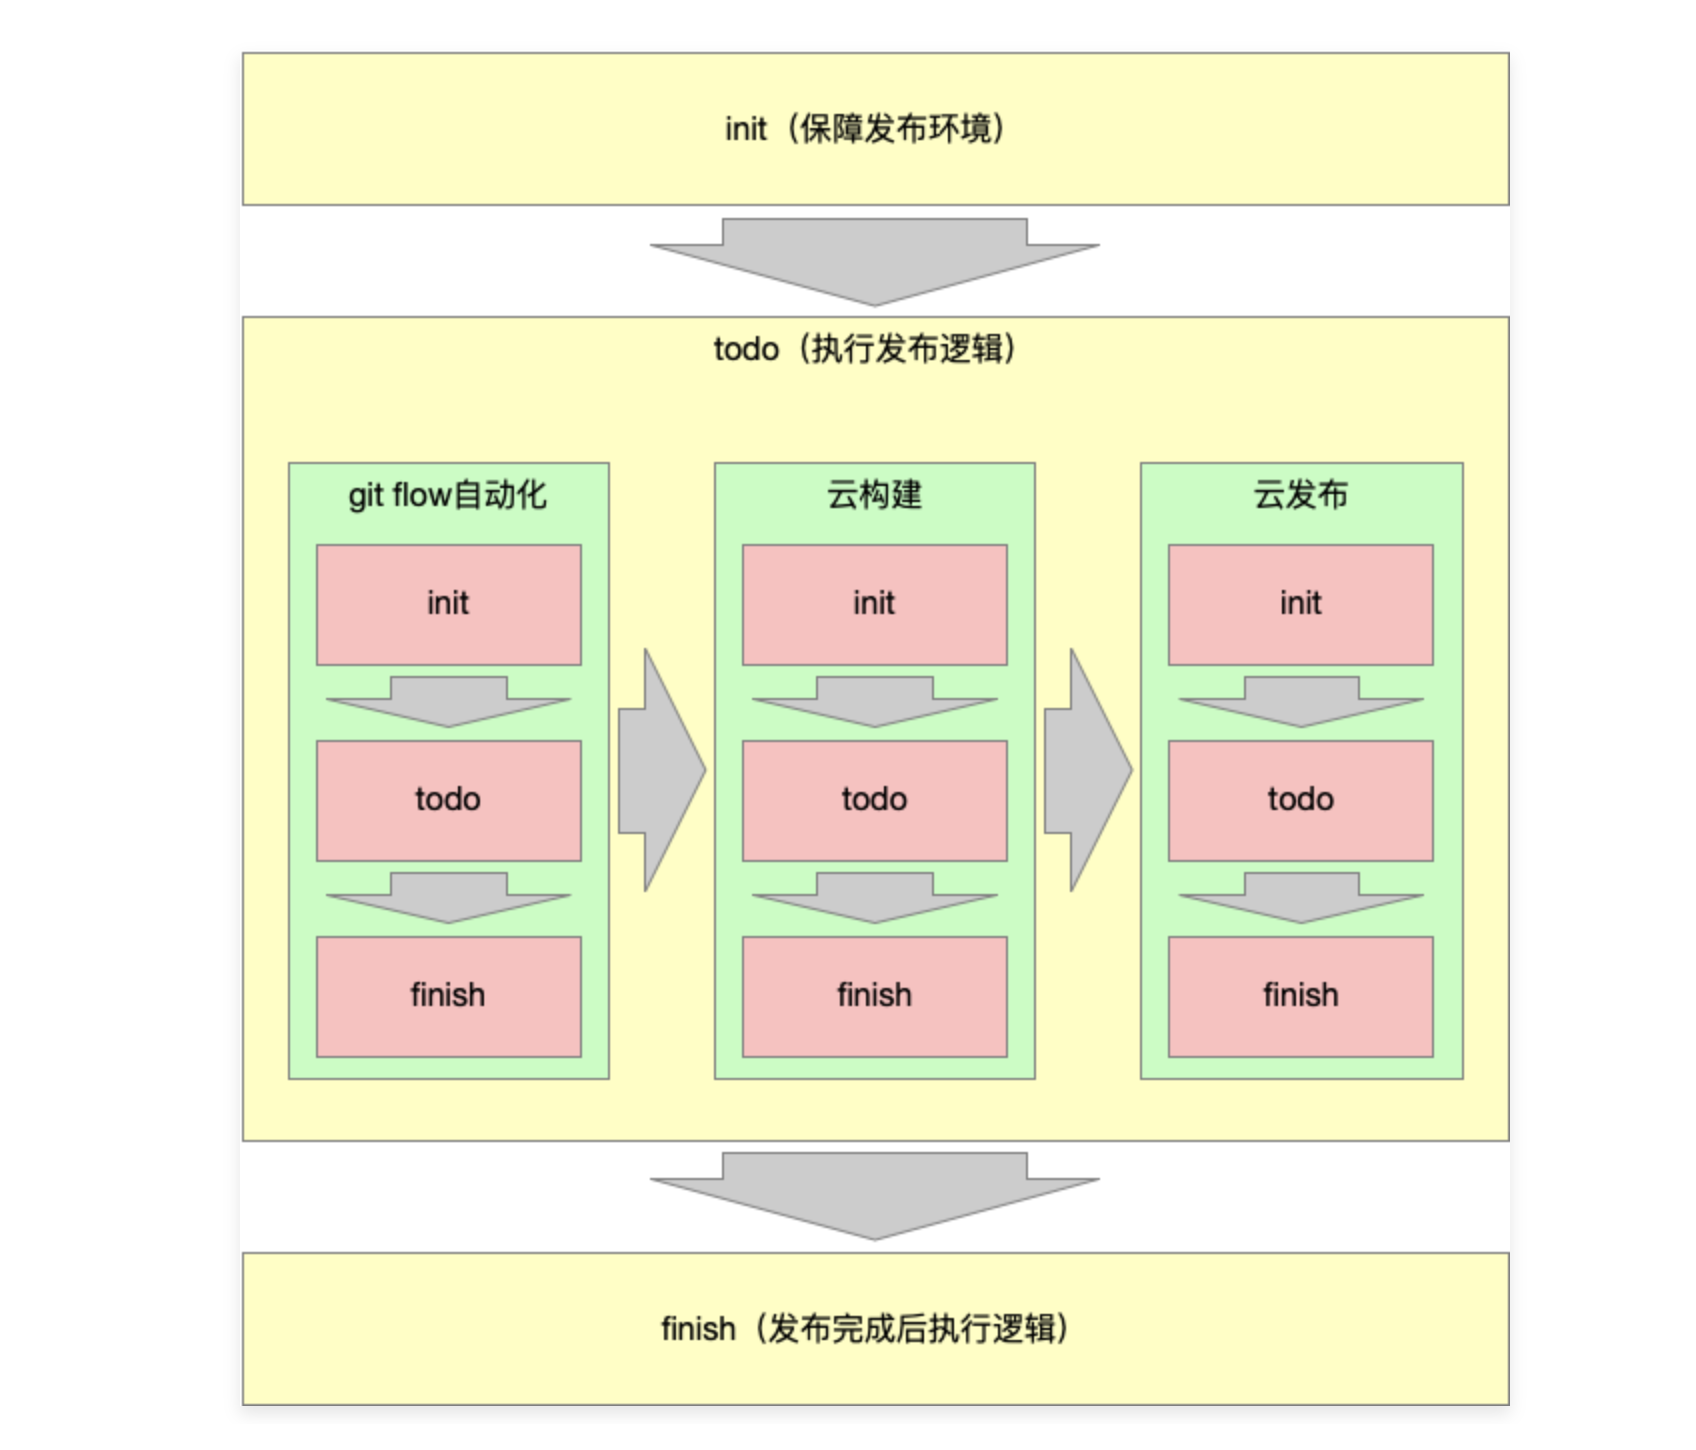 init（保障发布环境）
todo（执行发布逻辑）
git flow自动化
init
todo
finish
云构建
init
todo
finish
云发布
init
todo
finish
finish（发布完成后执行逻辑）